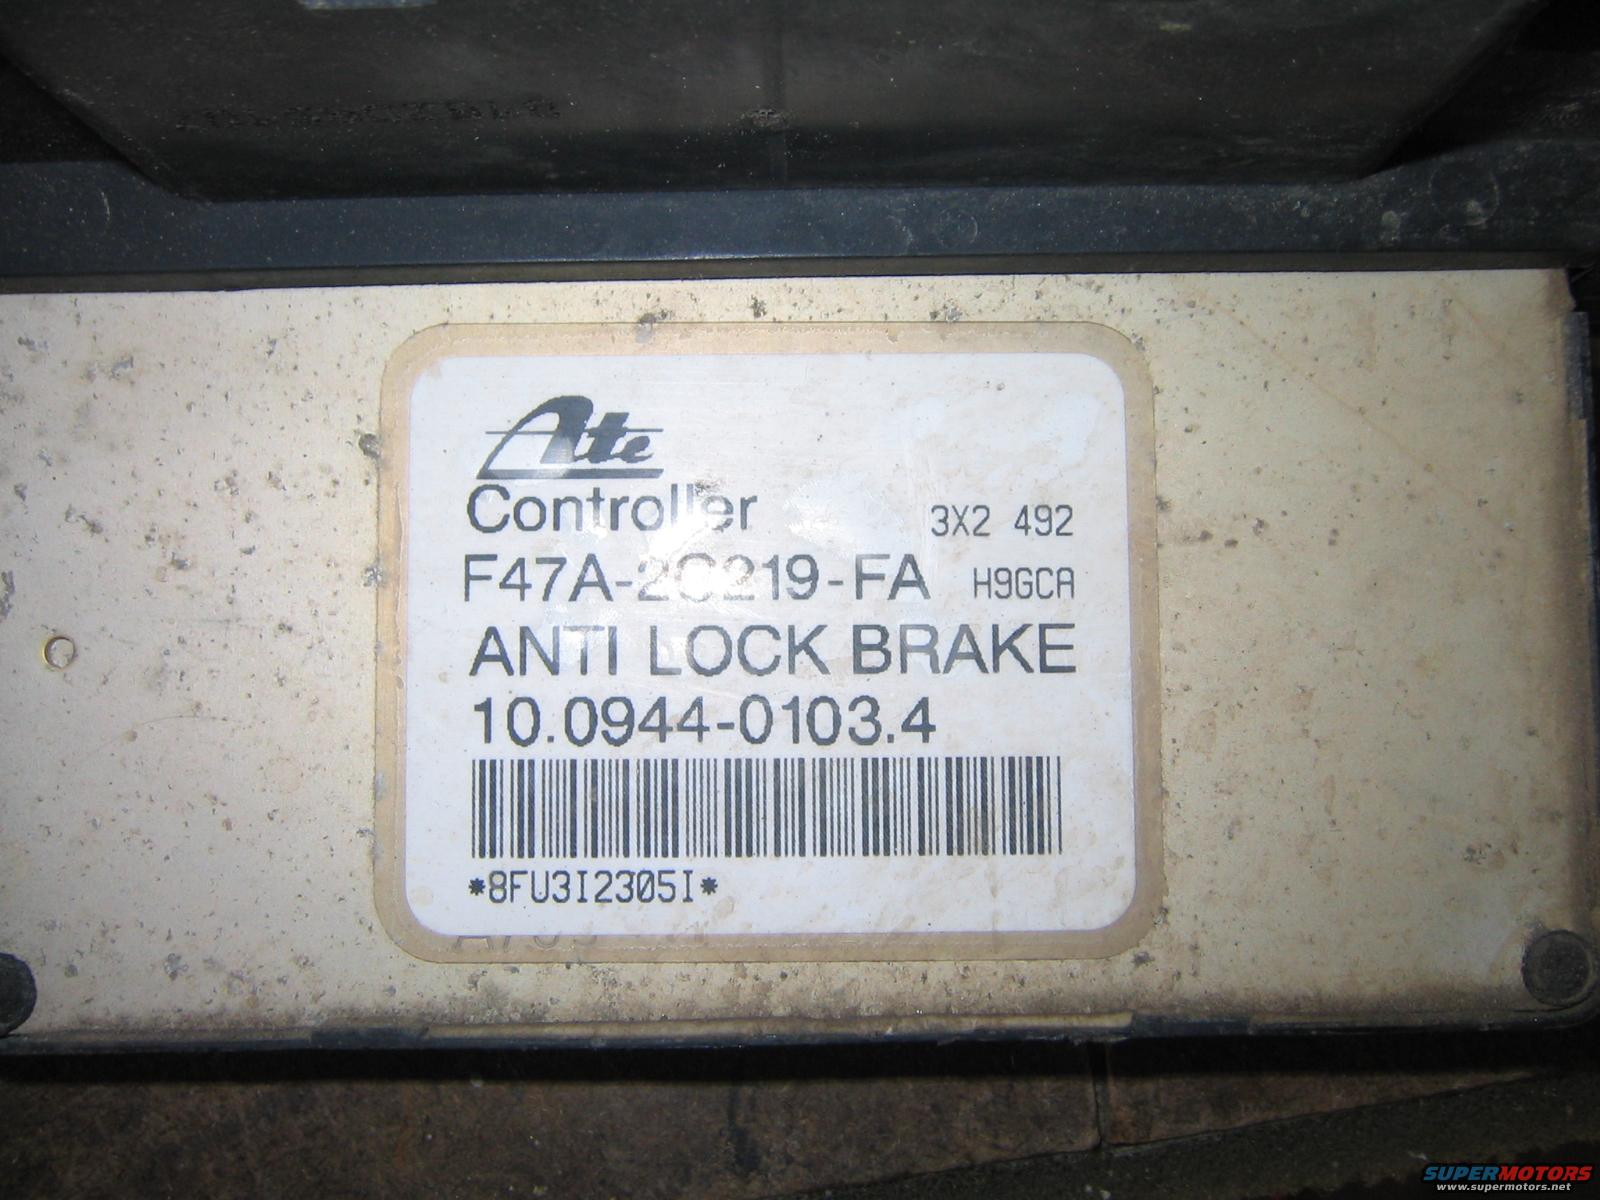 Ate
Controller 3X2 492
F47A-2C219-FA H9GCA
ANTI LOCK BRAKE
10.0944-0103.4
*8FU3I2305I*
SUPERMOTORS
www.supermotors.net